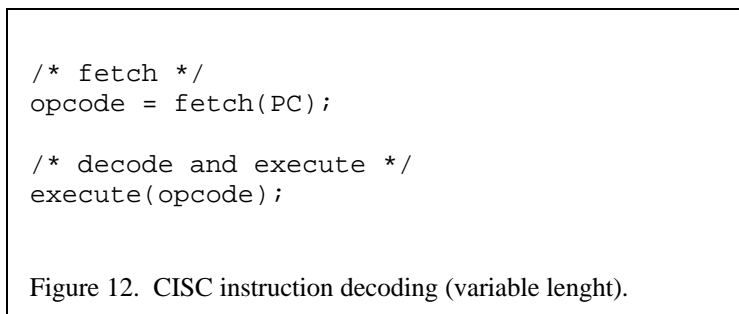 /* fetch */
opcode = fetch(PC);
/* decode and execute */
execute(opcode);
Figure 12. CISC instruction decoding (variable lenght).